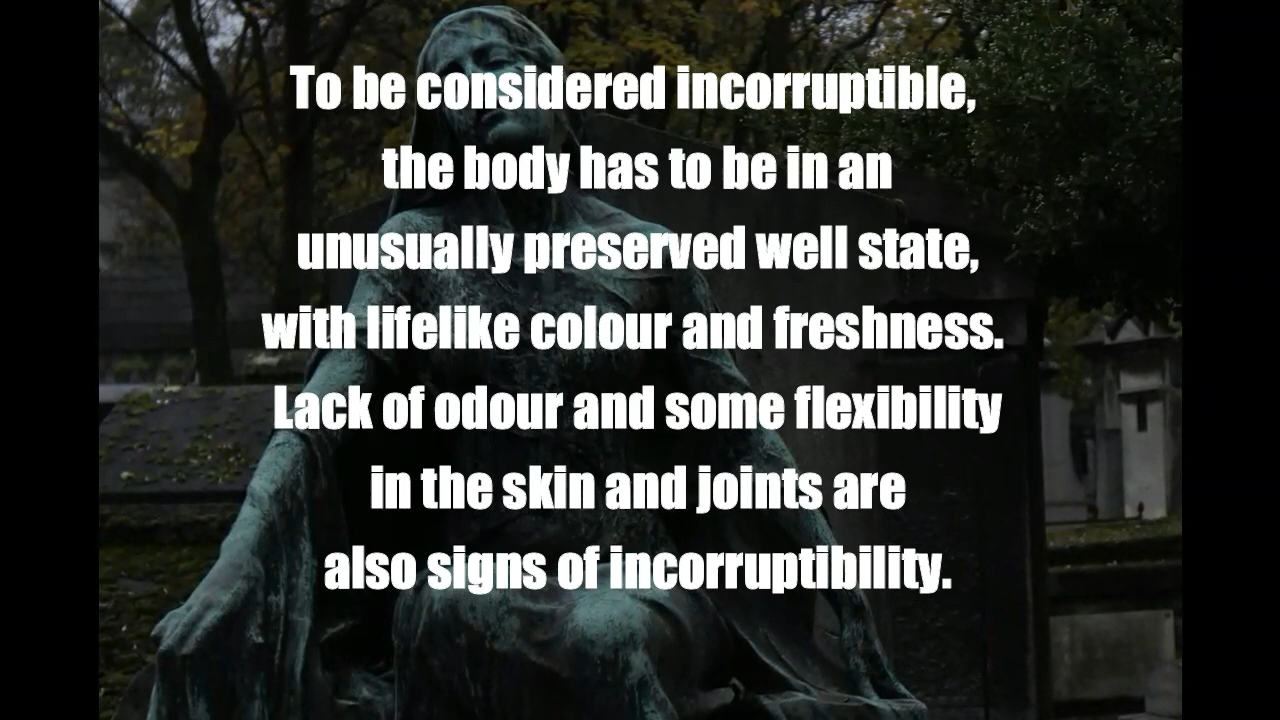 To be considered incorruptible,
the body has to be in an
unusually preserved well state,
with lifelike colour and freshness.
Lack of odour and some flexibility
in the skin and joints are
also signs of incorruptibility.